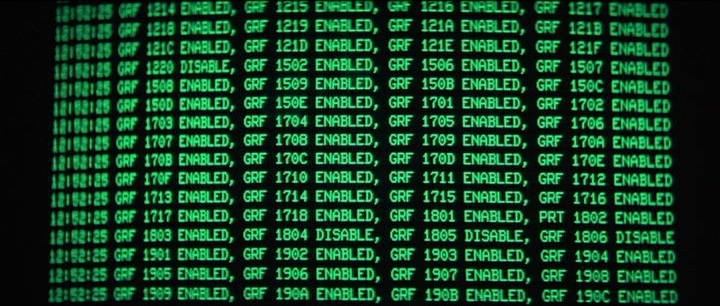 12:52:25 GRF 1214 ENABLED, GRF 1215 ENABLED, GRF 1216 ENABLED, GRF 1217 ENABLED
12:52:25 GRF 1218 ENABLED, GRF 1219 ENABLED, GRF 121A ENABLED, GRF 121B ENABLED
12:52:25 GRF 121C ENABLED, GRF 121D ENABLED, GRF 121E ENABLED, GRF 121F ENABLED
12:52:25 GRF 1220 DISABLE, GRF 1502 ENABLED, GRF 1506 ENABLED, GRF 1507 ENABLED
12:52:25 GRF 1508 ENABLED, GRF 1509 ENABLED, GRF 150B ENABLED, GRF 150C ENABLED
12:52:25 GRF 150D ENABLED, GRF 150E ENABLED, GRF 1701 ENABLED, GRF 1702 ENABLED
12:52:25 GRF 1703 ENABLED, GRF 1704 ENABLED, GRF 1705 ENABLED, GRF 1706 ENABLED
12:52:25 GRF 1707 ENABLED, GRF 1708 ENABLED, GRF 1709 ENABLED, GRF 170A ENABLED
12:52:25 GRF 170B ENABLED, GRF 170C ENABLED, GRF 170D ENABLED, GRF 170E ENABLED
12:52:25 GRF 170F ENABLED, GRF 1710 ENABLED, GRF 1711 ENABLED, GRF 1712 ENABLED
12:52:25 GRF 1713 ENABLED, GRF 1714 ENABLED, GRF 1715 ENABLED, GRF 1716 ENABLED
12:52:25 GRF 1717 ENABLED, GRF 1718 ENABLED, GRF 1801 ENABLED, PRT 1802 ENABLED
12:52:25 GRF 1803 ENABLED, GRF 1804 DISABLE, GRF 1805 DISABLE, GRF 1806 DISABLE
12:52:25 GRF 1901 ENABLED, GRF 1902 ENABLED, GRF 1903 ENABLED, GRF 1904 ENABLED
12:52:25 GRF 1905 ENABLED, GRF 1906 ENABLED, GRF 1907 ENABLED, GRF 1908 ENABLED
12:52:25 GRF 1909 ENABLED, GRF 190A ENABLED, GRF 190B ENABLED, GRF 190C ENABLED